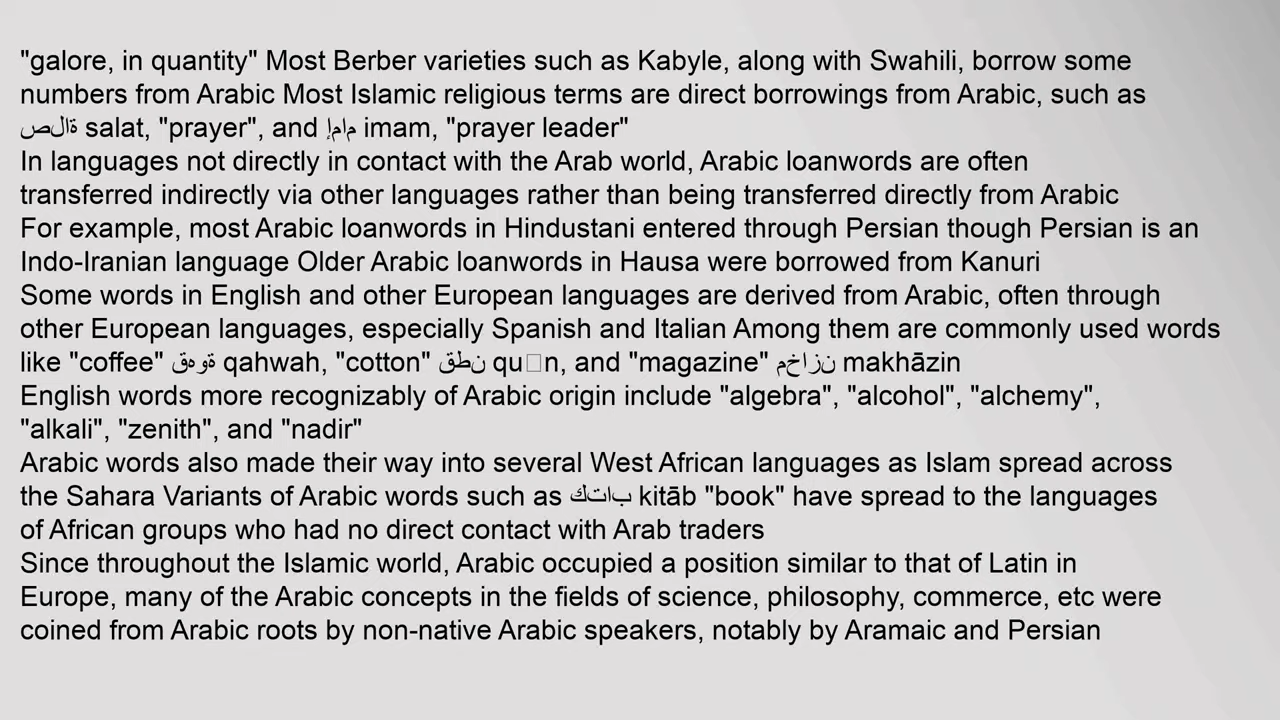 "galore, in quantity" Most Berber varieties such as Kabyle, along with Swahili, borrow some
numbers from Arabic Most Islamic religious terms are direct borrowings from Arabic, such as
ةالص salat, "prayer", and مامإ imam, "prayer leader"
In languages not directly in contact with the Arab world, Arabic loanwords are often
transferred indirectly via other languages rather than being transferred directly from Arabic
For example, most Arabic loanwords in Hindustani entered through Persian though Persian is an
Indo-Iranian language Older Arabic loanwords in Hausa were borrowed from Kanuri
Some words in English and other European languages are derived from Arabic, often through
other European languages, especially Spanish and Italian Among them are commonly used words
like "coffee" ةوهق qahwah, "cotton" نطق qu□n, and "magazine" نزاخم makhāzin
English words more recognizably of Arabic origin include "algebra", "alcohol", "alchemy",
"alkali", "zenith", and "nadir"
Arabic words also made their way into several West African languages as Islam spread across
the Sahara Variants of Arabic words such as باتك kitāb "book" have spread to the languages
of African groups who had no direct contact with Arab traders
Since throughout the Islamic world, Arabic occupied a position similar to that of Latin in
Europe, many of the Arabic concepts in the fields of science, philosophy, commerce, etc were
coined from Arabic roots by non-native Arabic speakers, notably by Aramaic and Persian